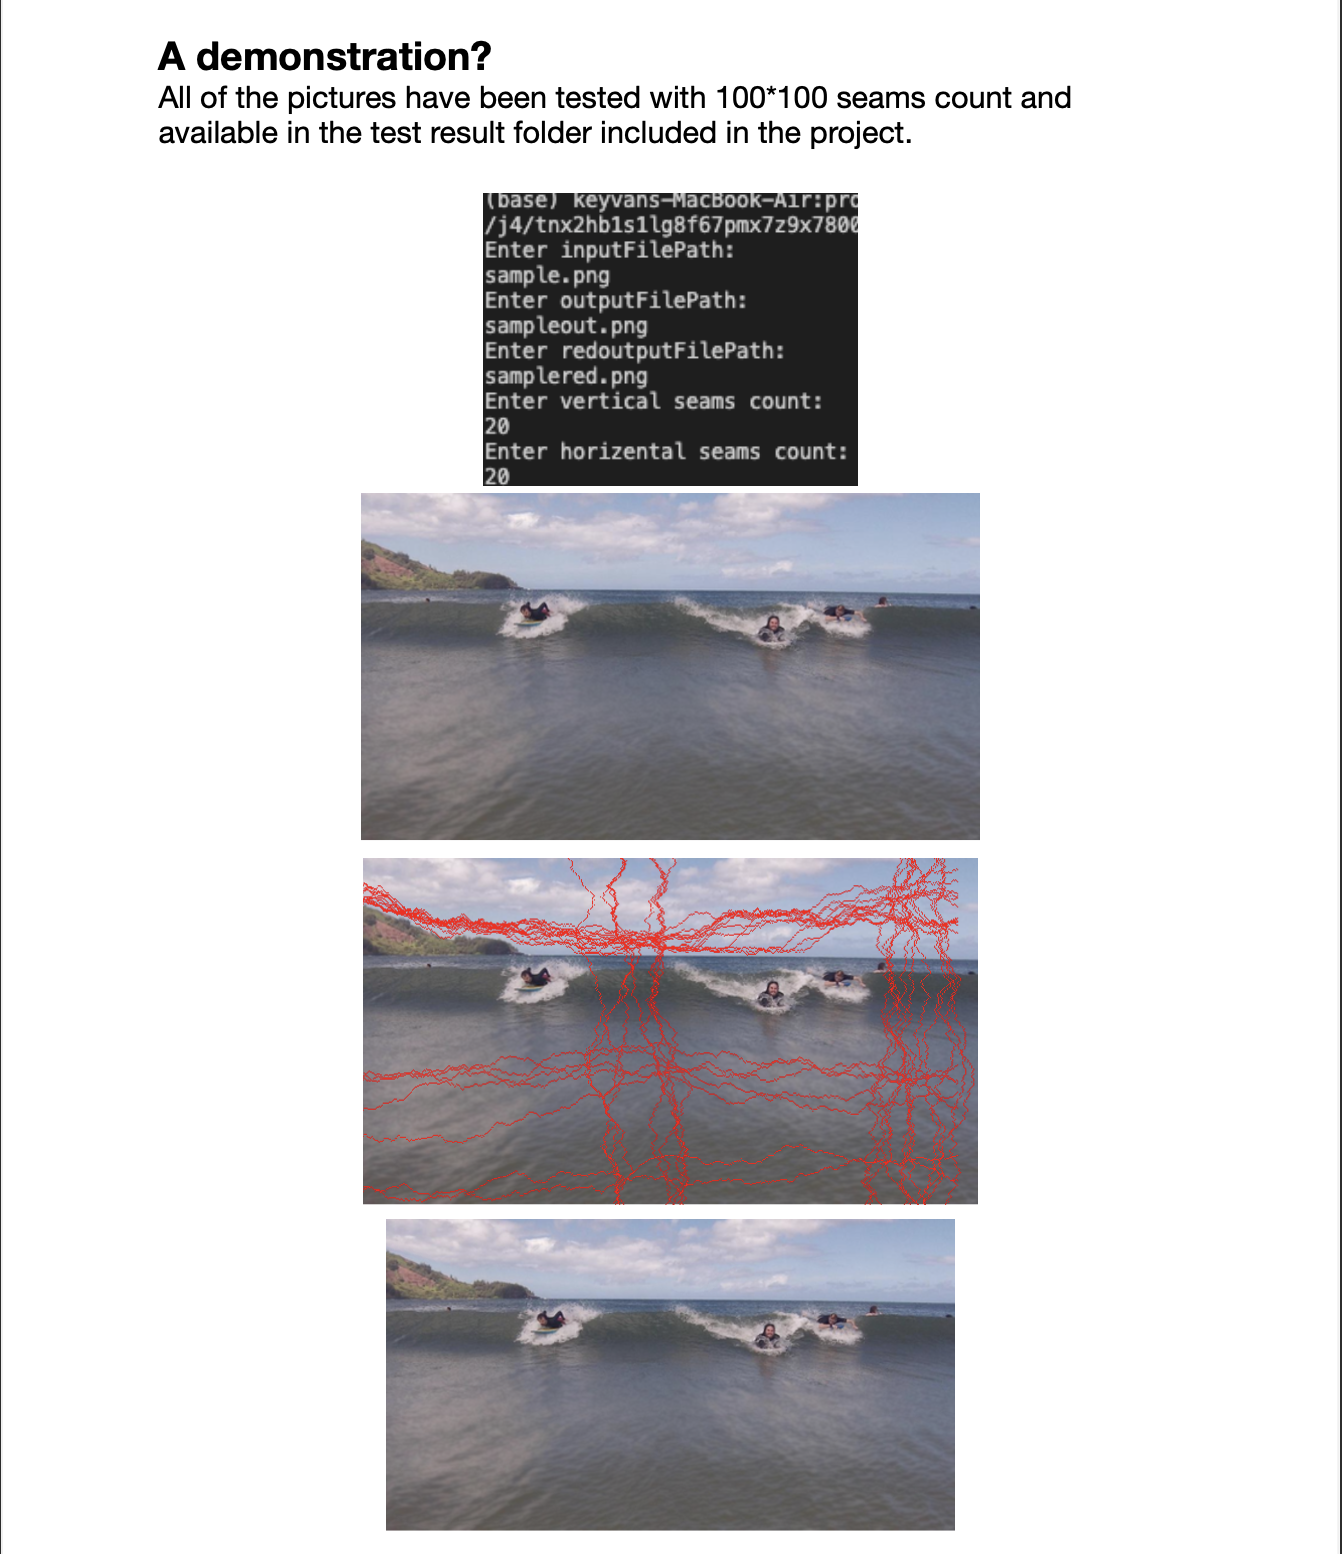 A demonstration?
All of the pictures have been tested with 100*100 seams count and
available in the test result folder included in the project.
(base) keyvans-MacBook-Air:pro
/j4/tnx2hb1s1lg8f67pmx7z9x7800
Enter inputFilePath:
sample.png
Enter outputFilePath:
sampleout.png
Enter redoutputFilePath:
samplered.png
Enter vertical seams count:
20
Enter horizental seams count:
20